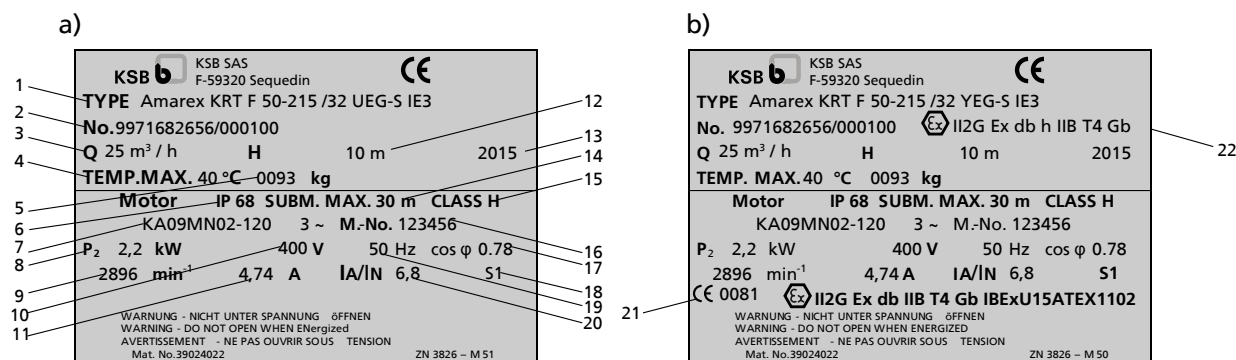 a)
KSB b
KSB SAS
F-59320 Sequedin
CE
TYPE Amarex KRT F 50-215 /32 UEG-S IE3
No. 9971682656/000100
Q 25 m³ / h H 10 m 2015
TEMP.MAX. 40 °C 0093 kg
Motor IP 68 SUBM. MAX. 30 m CLASS H
KA09MN02-120 3 ~ M.-No. 123456
P₂ 2,2 kW 400 V 50 Hz cos φ 0.78
2896 min⁻¹ 4,74 A IA/IN 6,8 S1
WARNUNG - NICHT UNTER SPANNUNG öFFNEN
WARNING - DO NOT OPEN WHEN ENergized
AVERTISSEMENT - NE PAS OUVRIR SOUS TENSION
Mat. No.39024022 ZN 3826 – M 51
1
2
3
4
5
6
7
8
9
10
11
12
13
14
15
16
17
18
19
20
b)
KSB b
KSB SAS
F-59320 Sequedin
CE
TYPE Amarex KRT F 50-215 /32 YEG-S IE3
No. 9971682656/000100 Ex II2G Ex db h IIB T4 Gb
Q 25 m³ / h H 10 m 2015
TEMP. MAX. 40 °C 0093 kg
Motor IP 68 SUBM. MAX. 30 m CLASS H
KA09MN02-120 3 ~ M.-No. 123456
P₂ 2,2 kW 400 V 50 Hz cos φ 0.78
2896 min⁻¹ 4,74 A IA/IN 6,8 S1
CE 0081 Ex II2G Ex db IIB T4 Gb IBExU15ATEX1102
WARNUNG - NICHT UNTER SPANNUNG öFFNEN
WARNING - DO NOT OPEN WHEN ENERGIZED
AVERTISSEMENT - NE PAS OUVRIR SOUS TENSION
Mat. No.39024022 ZN 3826 – M 50
21
22